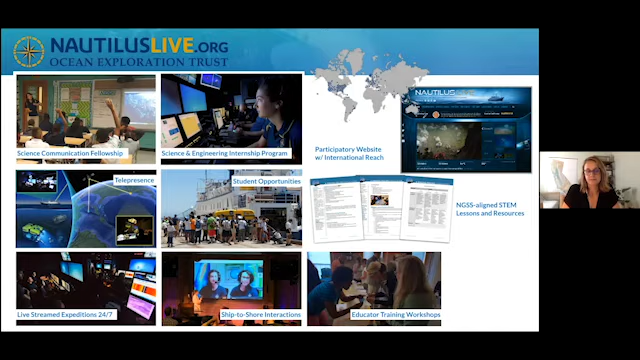 NAUTILUSLIVE.ORG
OCEAN EXPLORATION TRUST
Science Communication Fellowship
Science & Engineering Internship Program
Participatory Website
w/ International Reach
NAUTILUSLIVE
Telepresence
Student Opportunities
NGSS-aligned STEM
Lessons and Resources
Live Streamed Expeditions 24/7
Ship-to-Shore Interactions
Educator Training Workshops